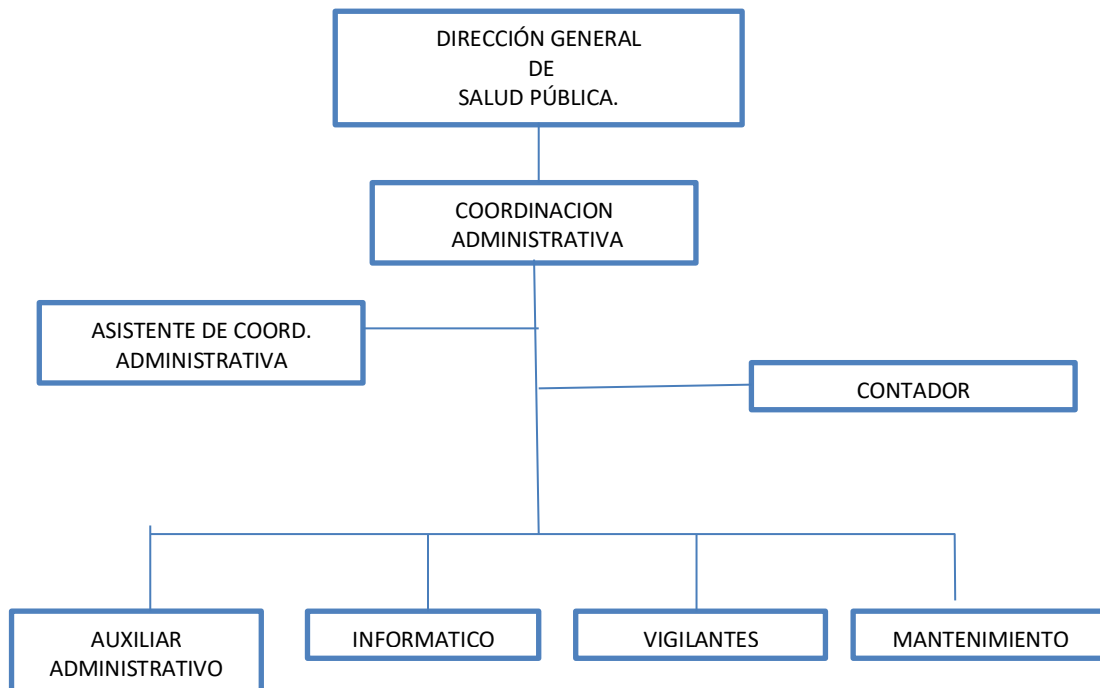 DIRECCIÓN GENERAL
DE
SALUD PÚBLICA.
COORDINACION
ADMINISTRATIVA
ASISTENTE DE COORD.
ADMINISTRATIVA
CONTADOR
AUXILIAR
ADMINISTRATIVO
INFORMATICO
VIGILANTES
MANTENIMIENTO